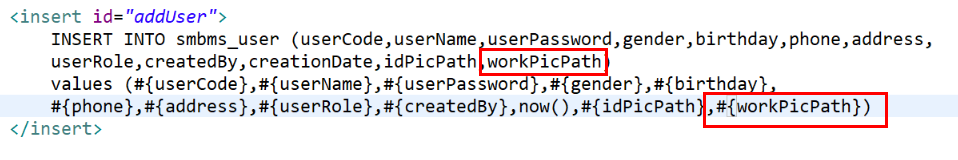 <insert id="addUser">
INSERT INTO smbms_user (userCode,userName,userPassword,gender,birthday,phone,address,
userRole,createdBy,creationDate,idPicPath,workPicPath)
values (#{userCode},#{userName},#{userPassword},#{gender},#{birthday},
#{phone},#{address},#{userRole},#{createdBy},now(),#{idPicPath},#{workPicPath})
</insert>